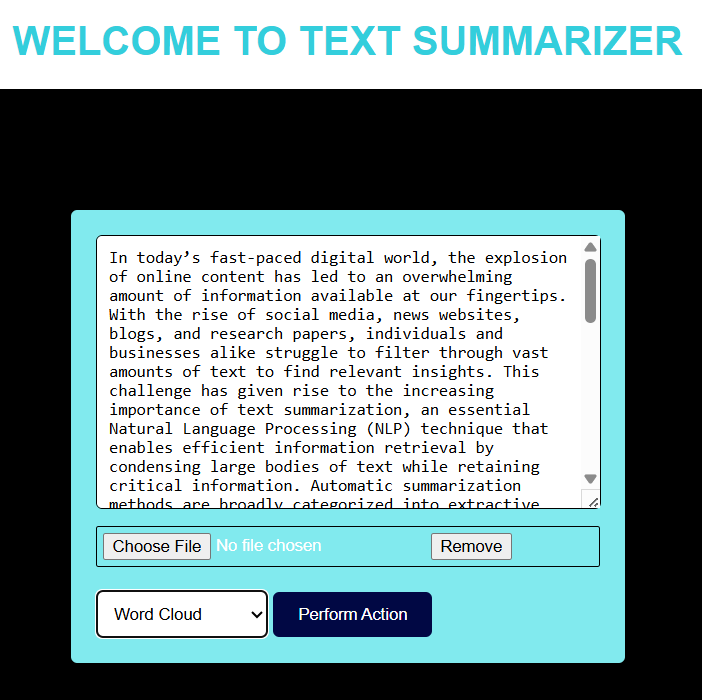 WELCOME TO TEXT SUMMARIZER
In today’s fast-paced digital world, the explosion
of online content has led to an overwhelming
amount of information available at our fingertips.
With the rise of social media, news websites,
blogs, and research papers, individuals and
businesses alike struggle to filter through vast
amounts of text to find relevant insights. This
challenge has given rise to the increasing
importance of text summarization, an essential
Natural Language Processing (NLP) technique that
enables efficient information retrieval by
condensing large bodies of text while retaining
critical information. Automatic summarization
methods are broadly categorized into extractive
Choose File No file chosen Remove
Word Cloud Perform Action